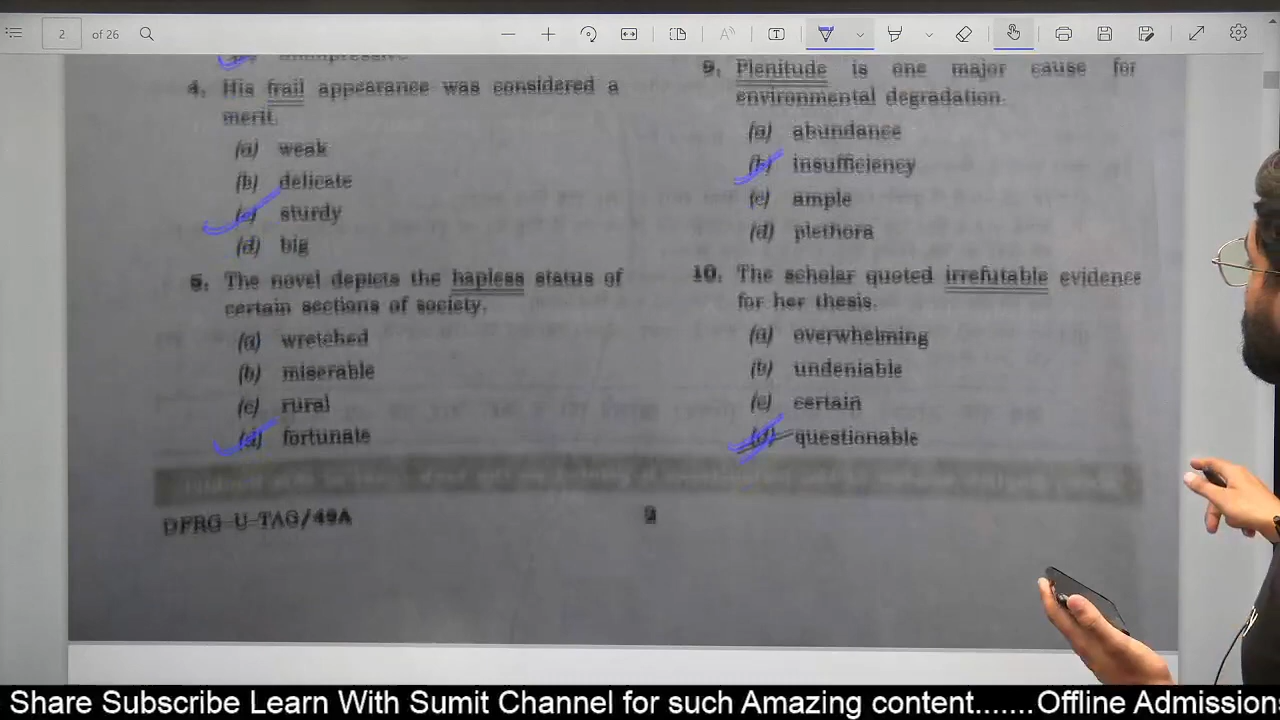 2
of 26
4. His frail appearance was considered a
merit.
(a) weak
(b) delicate
(c) sturdy
(d) big
5. The novel depicts the hapless status of
certain sections of society.
(a) wretched
(b) miserable
(c) rural
(d) fortunate
9. Plenitude is one major cause for
environmental degradation.
(a) abundance
(b) insufficiency
(c) ample
(d) plethora
10. The scholar quoted irrefutable evidence
for her thesis.
(a) overwhelming
(b) undeniable
(c) certain
(d) questionable
DFRG-U-TAG/49A
2
Share Subscribe Learn With Sumit Channel for such Amazing content.......Offline Admission